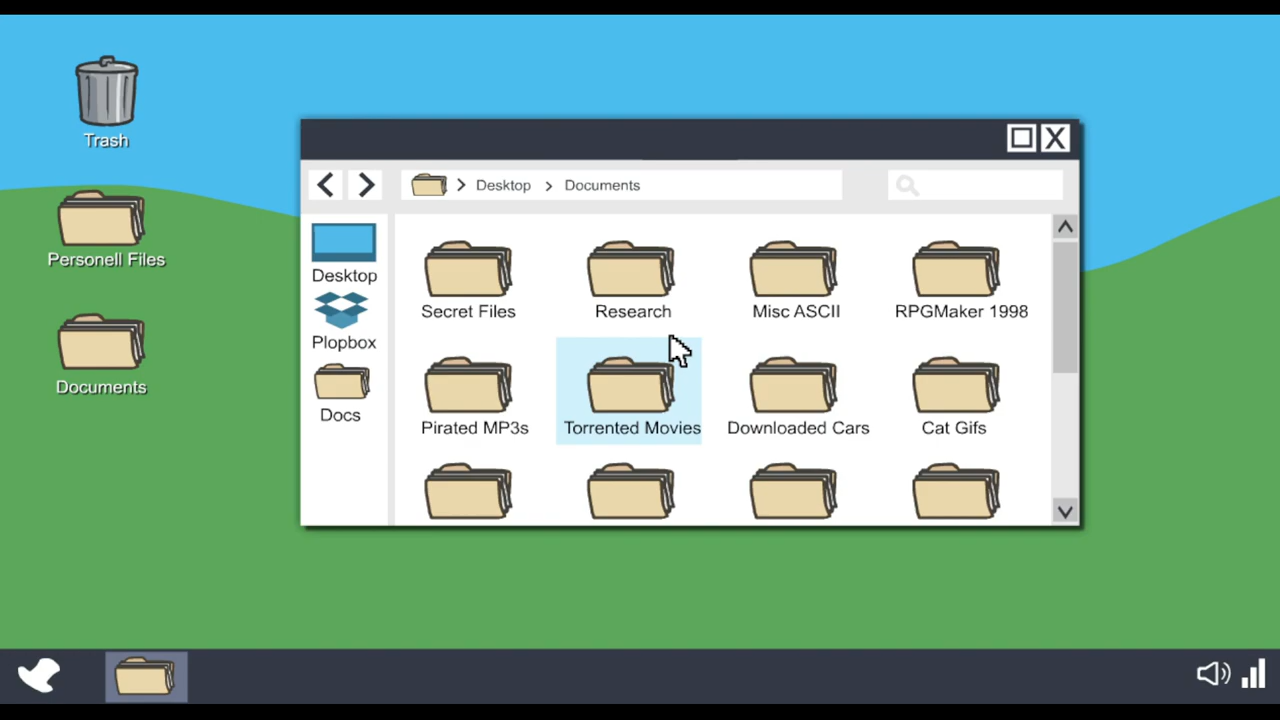 Trash
Personell Files
Documents
Desktop Documents
Desktop
Plopbox
Docs
Secret Files
Research
Misc ASCII
RPGMaker 1998
Pirated MP3s
Torrented Movies
Downloaded Cars
Cat Gifs